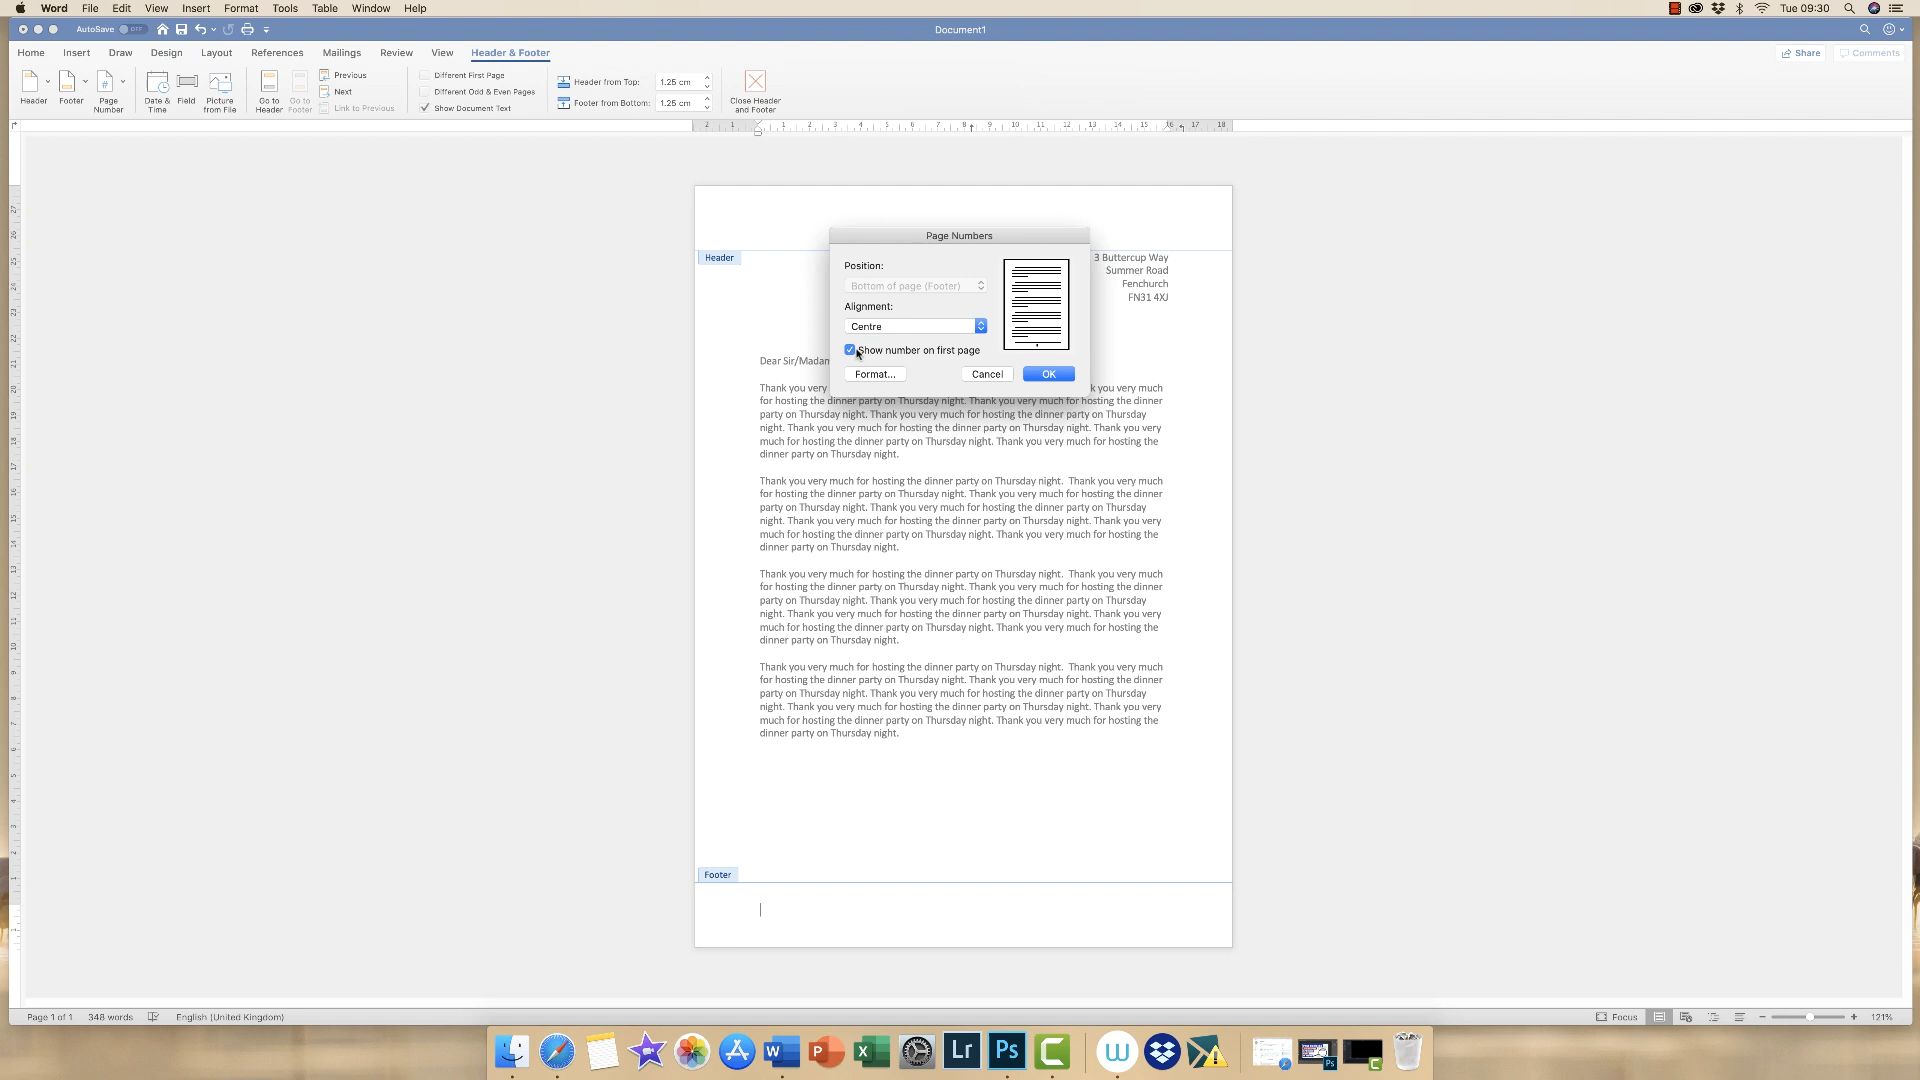 Word File Edit View Insert Format Tools Table Window Help
Tue 09:30
AutoSave OFF
Document1
Home Insert Draw Design Layout References Mailings Review View Header & Footer
Share Comments
Header
Footer
Page
Number
Date &
Time
Field
Picture
from File
Go to
Header
Go to
Footer
Previous
Next
Link to Previous
Different First Page
Different Odd & Even Pages
Show Document Text
Header from Top: 1.25 cm
Footer from Bottom: 1.25 cm
Close Header
and Footer
2 1 1 2 3 4 5 6 7 8 9 10 11 12 13 14 15 16 17 18
Page Numbers
Position:
Bottom of page (Footer)
Alignment:
Centre
Show number on first page
Format...
Cancel
OK
Header
3 Buttercup Way
Summer Road
Fenchurch
FN31 4XJ
Dear Sir/Madam
Thank you very k you very much
for hosting the dinner party on Thursday night. Thank you very much for hosting the dinner
party on Thursday night. Thank you very much for hosting the dinner party on Thursday
night. Thank you very much for hosting the dinner party on Thursday night. Thank you very
much for hosting the dinner party on Thursday night. Thank you very much for hosting the
dinner party on Thursday night.
Thank you very much for hosting the dinner party on Thursday night.  Thank you very much
for hosting the dinner party on Thursday night. Thank you very much for hosting the dinner
party on Thursday night. Thank you very much for hosting the dinner party on Thursday
night. Thank you very much for hosting the dinner party on Thursday night. Thank you very
much for hosting the dinner party on Thursday night. Thank you very much for hosting the
dinner party on Thursday night.
Thank you very much for hosting the dinner party on Thursday night.  Thank you very much
for hosting the dinner party on Thursday night. Thank you very much for hosting the dinner
party on Thursday night. Thank you very much for hosting the dinner party on Thursday
night. Thank you very much for hosting the dinner party on Thursday night. Thank you very
much for hosting the dinner party on Thursday night. Thank you very much for hosting the
dinner party on Thursday night.
Thank you very much for hosting the dinner party on Thursday night.  Thank you very much
for hosting the dinner party on Thursday night. Thank you very much for hosting the dinner
party on Thursday night. Thank you very much for hosting the dinner party on Thursday
night. Thank you very much for hosting the dinner party on Thursday night. Thank you very
much for hosting the dinner party on Thursday night. Thank you very much for hosting the
dinner party on Thursday night.
Footer
Page 1 of 1 348 words English (United Kingdom)
Focus
121%
W P X Lr Ps C W